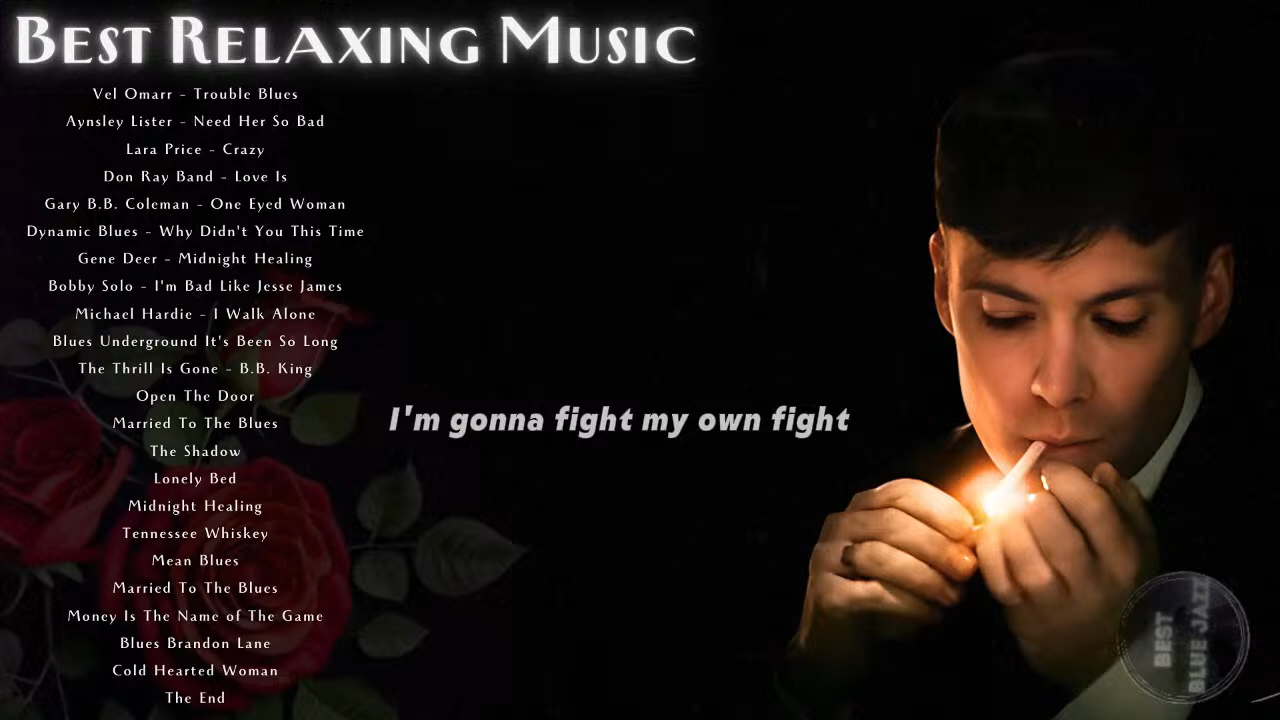 BEST RELAXING MUSIC
Vel Omarr - Trouble Blues
Aynsley Lister - Need Her So Bad
Lara Price - Crazy
Don Ray Band - Love Is
Gary B.B. Coleman - One Eyed Woman
Dynamic Blues - Why Didn't You This Time
Gene Deer - Midnight Healing
Bobby Solo - I'm Bad Like Jesse James
Michael Hardie - I Walk Alone
Blues Underground It's Been So Long
The Thrill Is Gone - B.B. King
Open The Door
Married To The Blues
The Shadow
Lonely Bed
Midnight Healing
Tennessee Whiskey
Mean Blues
Married To The Blues
Money Is The Name of The Game
Blues Brandon Lane
Cold Hearted Woman
The End
I'm gonna fight my own fight
BEST
BLUE JAZZ